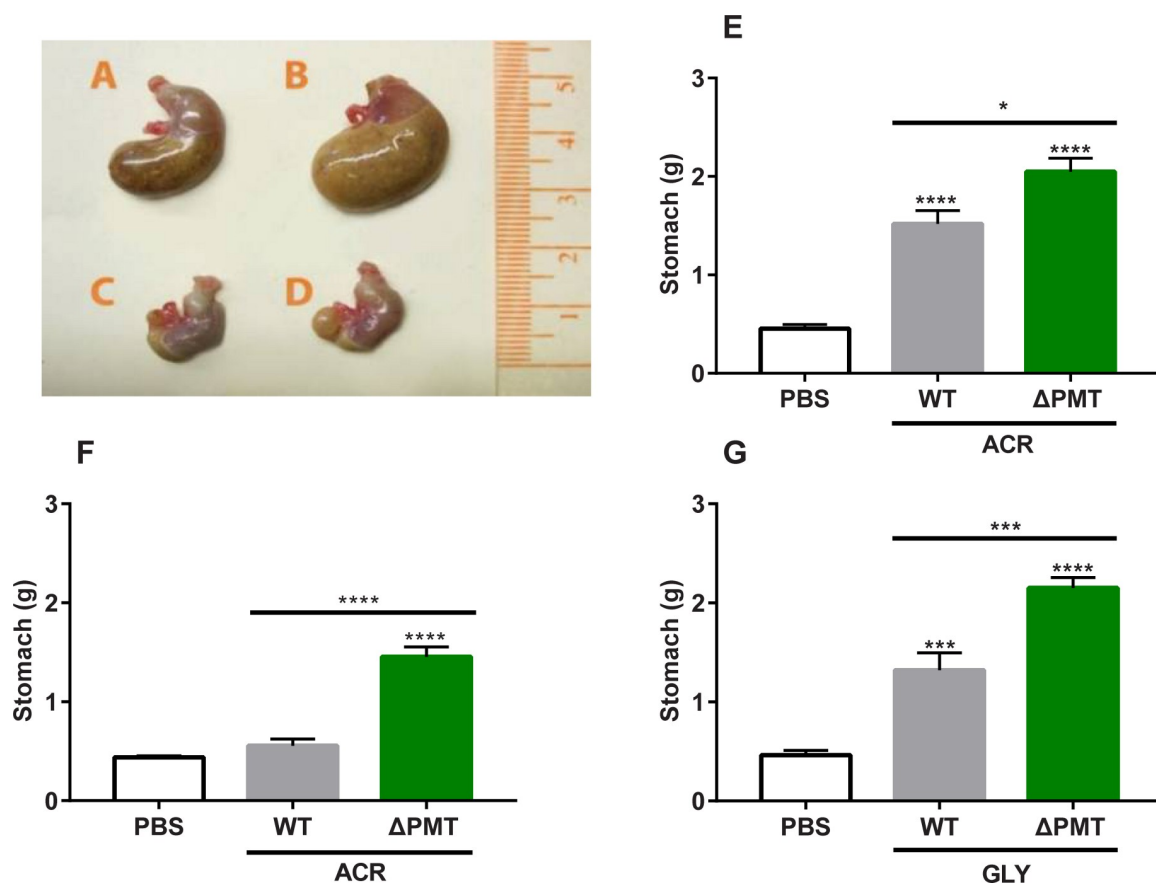 A
B
C
D
5
4
3
2
1
E
3
2
1
0
Stomach (g)
*
****
****
PBS
WT
ΔPMT
ACR
F
3
2
1
0
Stomach (g)
****
****
PBS
WT
ΔPMT
ACR
G
3
2
1
0
Stomach (g)
***
***
****
PBS
WT
ΔPMT
GLY